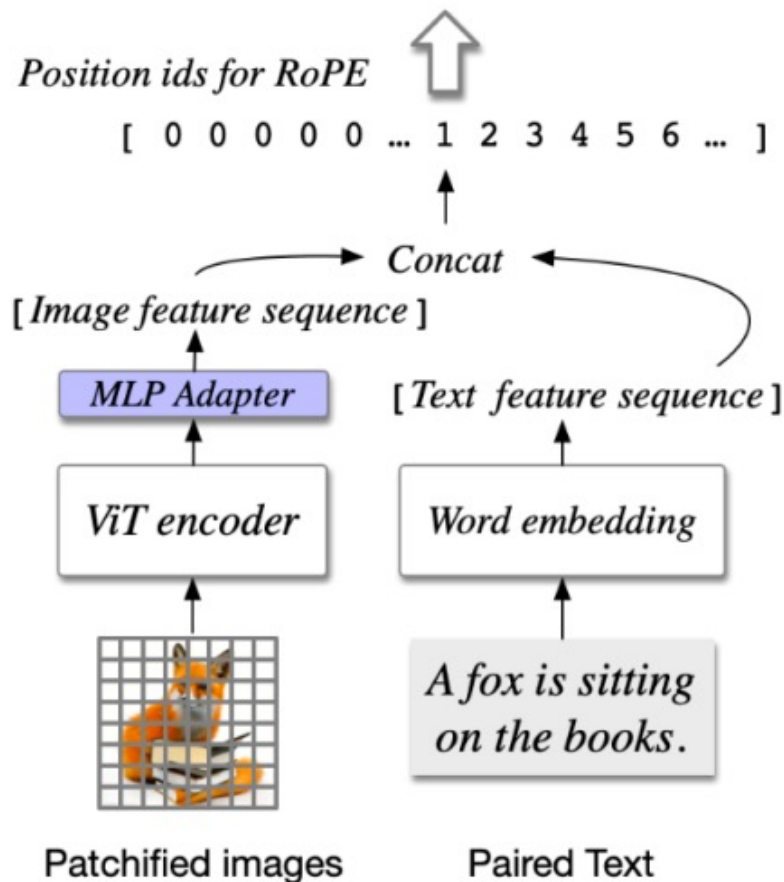 Position ids for RoPE
[ 0 0 0 0 0 … 1 2 3 4 5 6 … ]
Concat
[Image feature sequence]
MLP Adapter
[Text feature sequence]
ViT encoder
Word embedding
A fox is sitting
on the books.
Patchified images
Paired Text